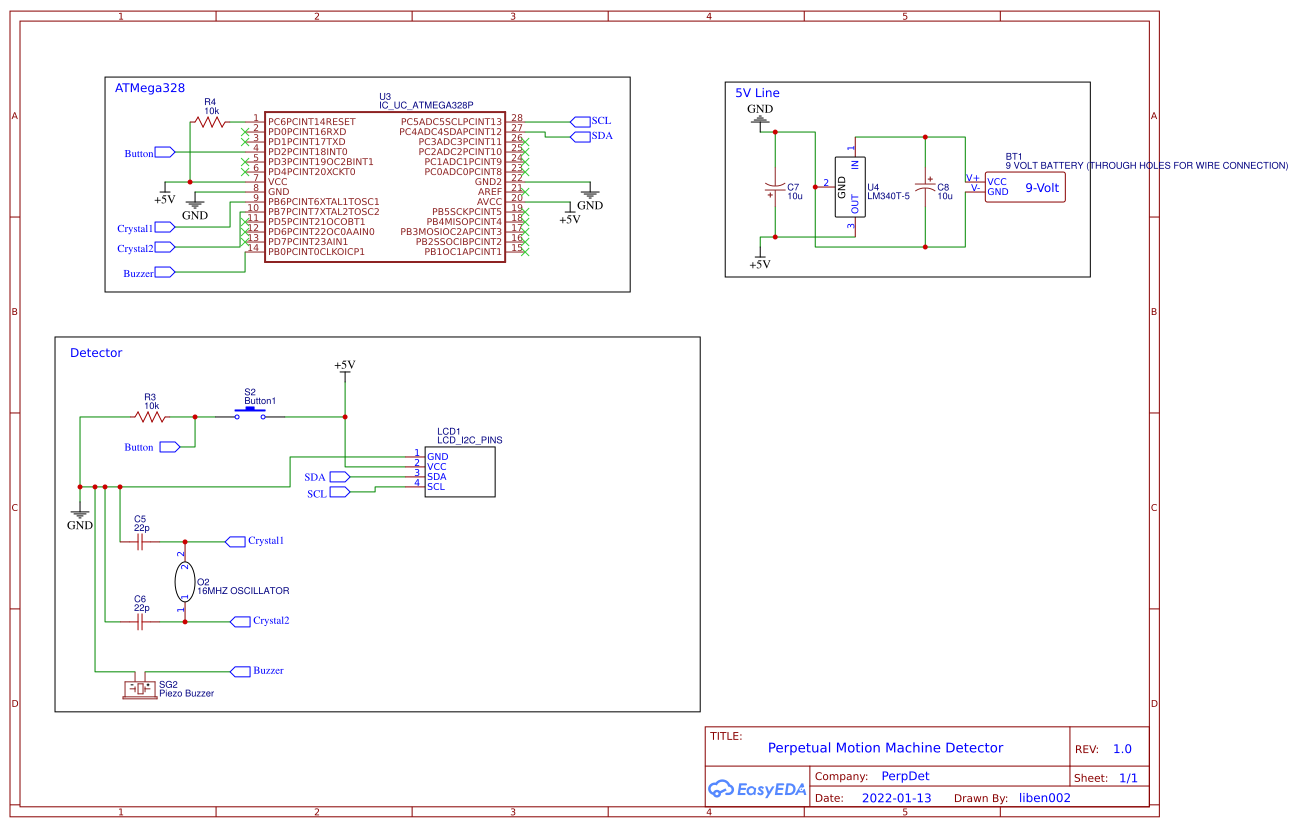 1 2 3 4 5
A
B
C
D
A
B
C
D
1 2 3 4 5
ATMega328
R4
10k
U3
IC_UC_ATMEGA328P
1 PC6PCINT14RESET
2 PD0PCINT16RXD
3 PD1PCINT17TXD
4 PD2PCINT18INT0
5 PD3PCINT19OC2BINT1
6 PD4PCINT20XCKT0
7 VCC
8 GND
9 PB6PCINT6XTAL1TOSC1
10 PB7PCINT7XTAL2TOSC2
11 PD5PCINT21OCOBT1
12 PD6PCINT22OC0AAIN0
13 PD7PCINT23AIN1
14 PB0PCINT0CLKOICP1
PC5ADC5SCLPCINT13 28
PC4ADC4SDAPCINT12 27
PC3ADC3PCINT11 26
PC2ADC2PCINT10 25
PC1ADC1PCINT9 24
PC0ADC0PCINT8 23
GND2 22
AREF 21
AVCC 20
PB5SCKPCINT5 19
PB4MISOPCINT4 18
PB3MOSIOC2APCINT3 17
PB2SSOCIBPCINT2 16
PB1OC1APCINT1 15
Button
+5V
GND
Crystal1
Crystal2
Buzzer
SCL
SDA
GND
+5V
5V Line
GND
C7
10u
+
+5V
1
2
3
IN
GND
OUT
U4
LM340T-5
+
C8
10u
BT1
9 VOLT BATTERY (THROUGH HOLES FOR WIRE CONNECTION)
V+ VCC
V- GND
9-Volt
Detector
+5V
R3
10k
S2
Button1
Button
LCD1
LCD_I2C_PINS
1 GND
2 VCC
3 SDA
4 SCL
SDA
SCL
GND
C5
22p
Crystal1
2
2
O2
16MHZ OSCILLATOR
1
1
C6
22p
Crystal2
Buzzer
SG2
Piezo Buzzer
TITLE:
Perpetual Motion Machine Detector
REV: 1.0
EasyEDA
Company: PerpDet
Sheet: 1/1
Date: 2022-01-13 Drawn By: liben002